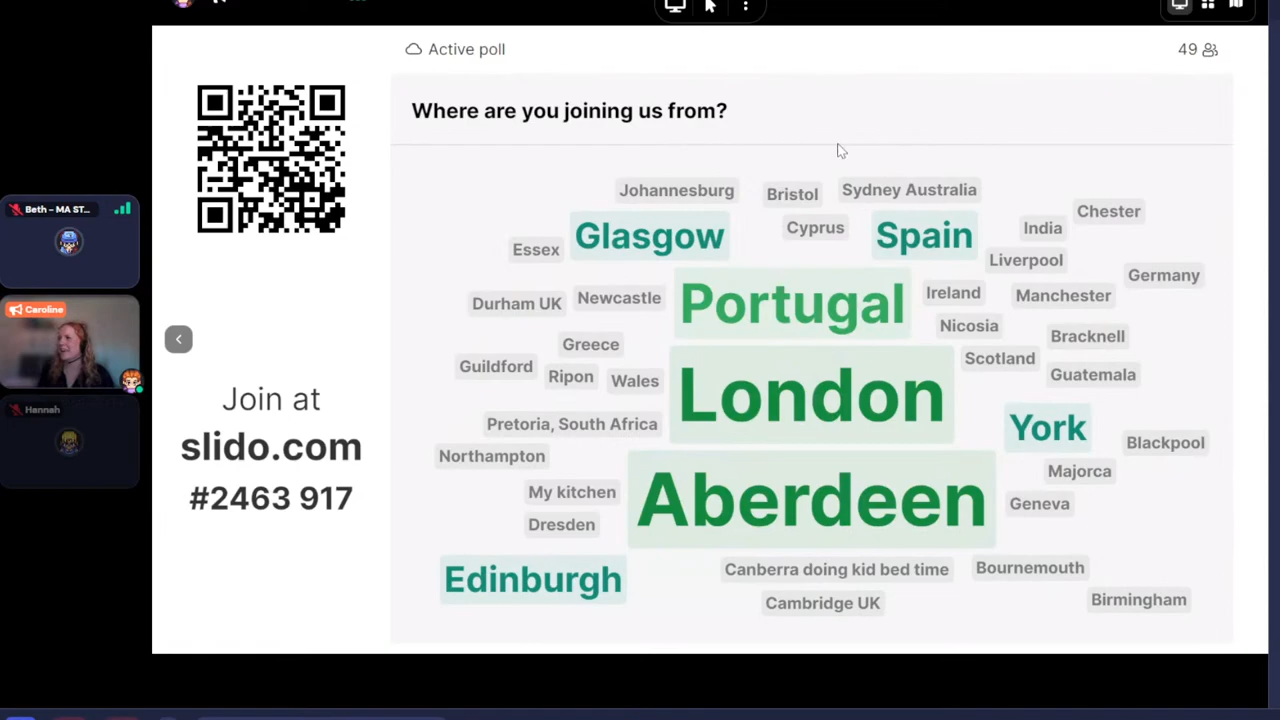 Active poll
49
Where are you joining us from?
Johannesburg
Bristol
Sydney Australia
Chester
Glasgow
Cyprus
Spain
India
Essex
Liverpool
Germany
Durham UK
Newcastle
Portugal
Ireland
Manchester
Nicosia
Bracknell
Greece
Scotland
Guildford
Ripon
Wales
London
Guatemala
Pretoria, South Africa
York
Blackpool
Northampton
Majorca
My kitchen
Aberdeen
Geneva
Dresden
Edinburgh
Canberra doing kid bed time
Bournemouth
Cambridge UK
Birmingham
Join at
slido.com
#2463 917
Beth - MA ST...
Caroline
Hannah